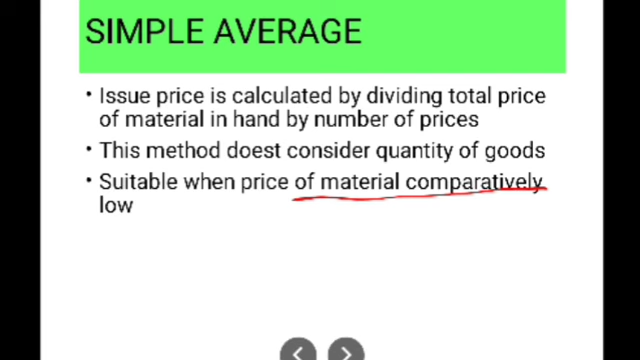 SIMPLE AVERAGE
• Issue price is calculated by dividing total price
of material in hand by number of prices
• This method doest consider quantity of goods
• Suitable when price of material comparatively
low